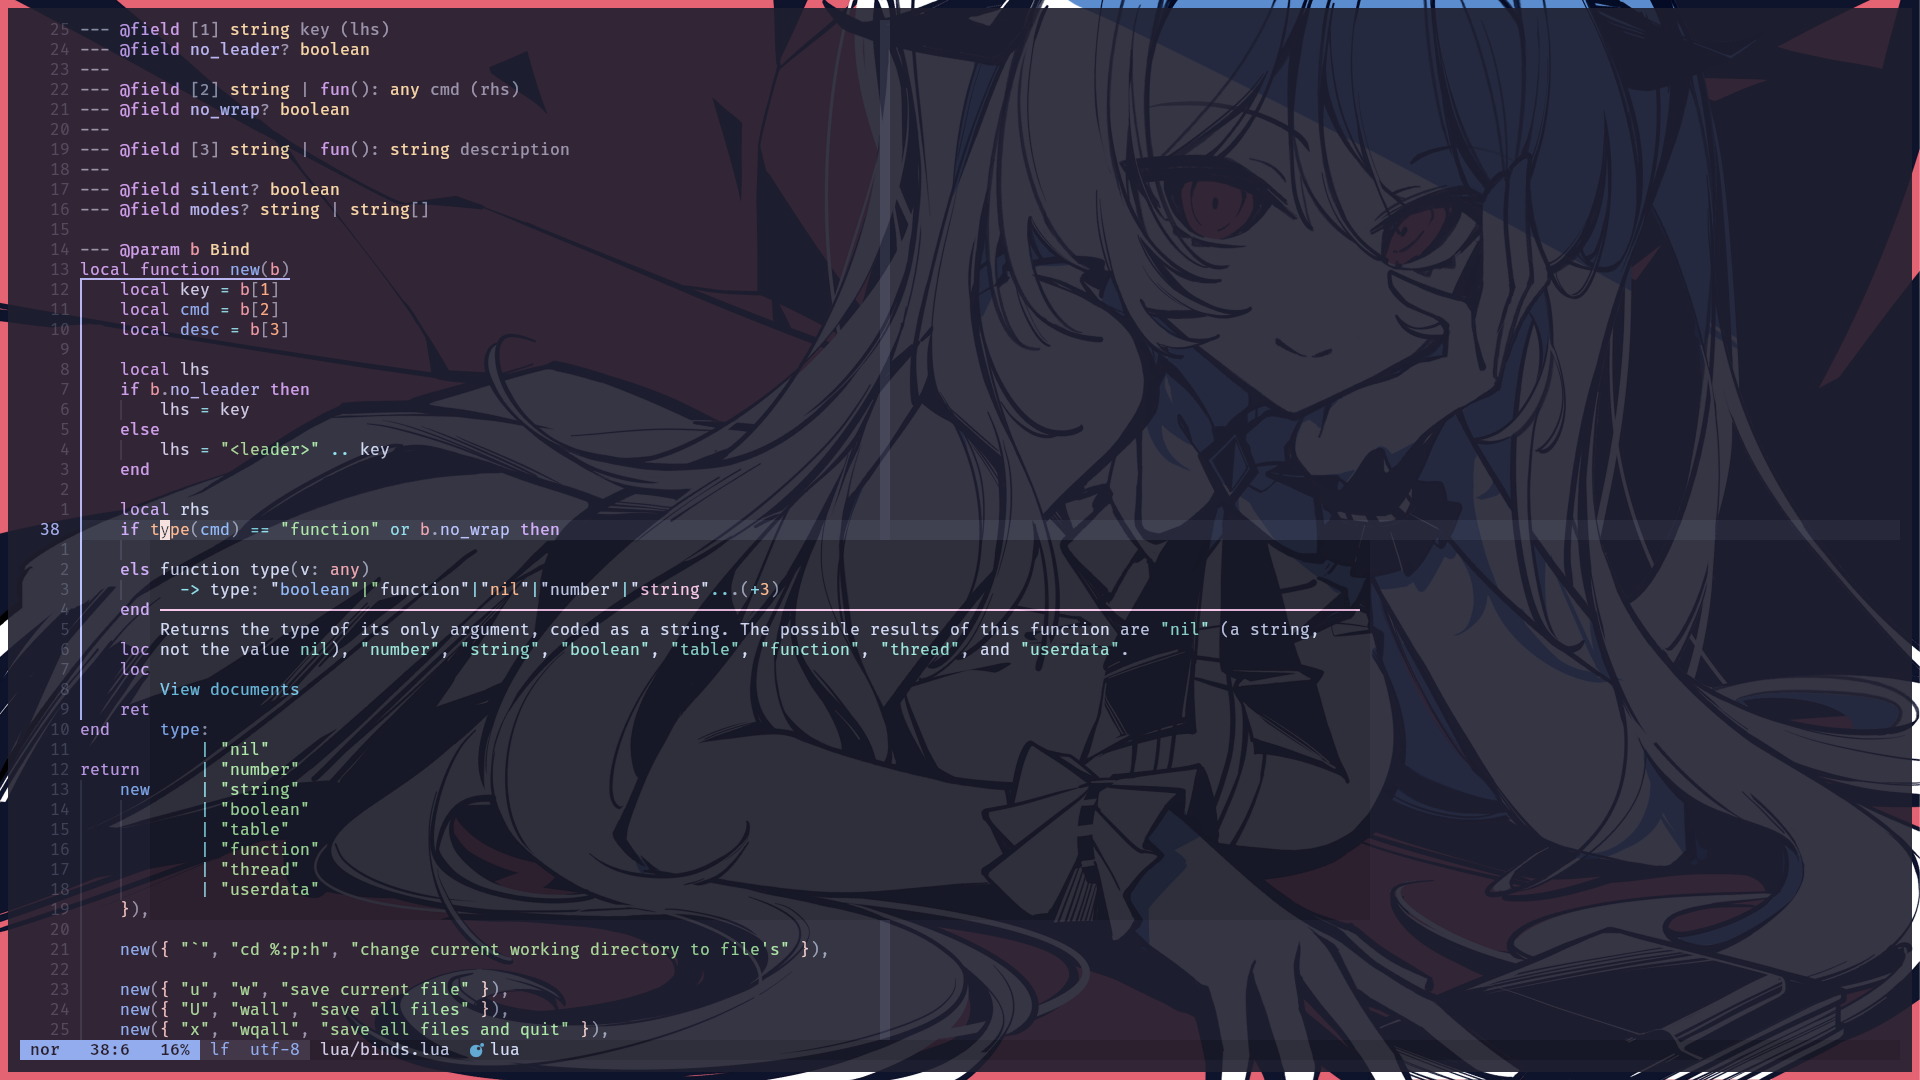 25 --- @field [1] string key (lhs)
24 --- @field no_leader? boolean
23 ---
22 --- @field [2] string | fun(): any cmd (rhs)
21 --- @field no_wrap? boolean
20 ---
19 --- @field [3] string | fun(): string description
18 ---
17 --- @field silent? boolean
16 --- @field modes? string | string[]
15
14 --- @param b Bind
13 local function new(b)
12     local key = b[1]
11     local cmd = b[2]
10     local desc = b[3]
9
8     local lhs
7     if b.no_leader then
6         lhs = key
5     else
4         lhs = "<leader>" .. key
3     end
2
1     local rhs
38     if type(cmd) == "function" or b.no_wrap then
1
2     els function type(v: any)
3           -> type: "boolean"|"function"|"nil"|"number"|"string"...(+3)
4     end
5         Returns the type of its only argument, coded as a string. The possible results of this function are "nil" (a string,
6     loc not the value nil), "number", "string", "boolean", "table", "function", "thread", and "userdata".
7     loc
8         View documents
9     ret
10 end     type:
11             | "nil"
12 return      | "number"
13     new     | "string"
14             | "boolean"
15             | "table"
16             | "function"
17             | "thread"
18             | "userdata"
19     }),
20
21     new({ "`", "cd %:p:h", "change current working directory to file's" }),
22
23     new({ "u", "w", "save current file" }),
24     new({ "U", "wall", "save all files" }),
25     new({ "x", "wqall", "save all files and quit" }),
nor   38:6   16%  lf  utf-8  lua/binds.lua  lua